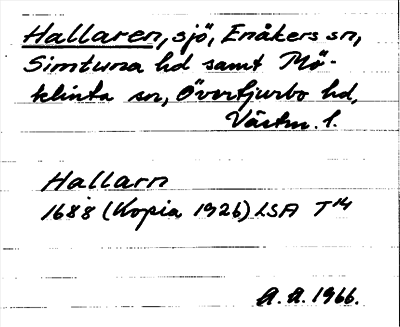 Hallaren, sjö, Enåkers sn,
Simtuna hd samt Mö-
klinta sn, Övertjurbo hd,
Västm. l.
Hallarn
1688 (Kopia 1926) LSA T14
A. A. 1966.